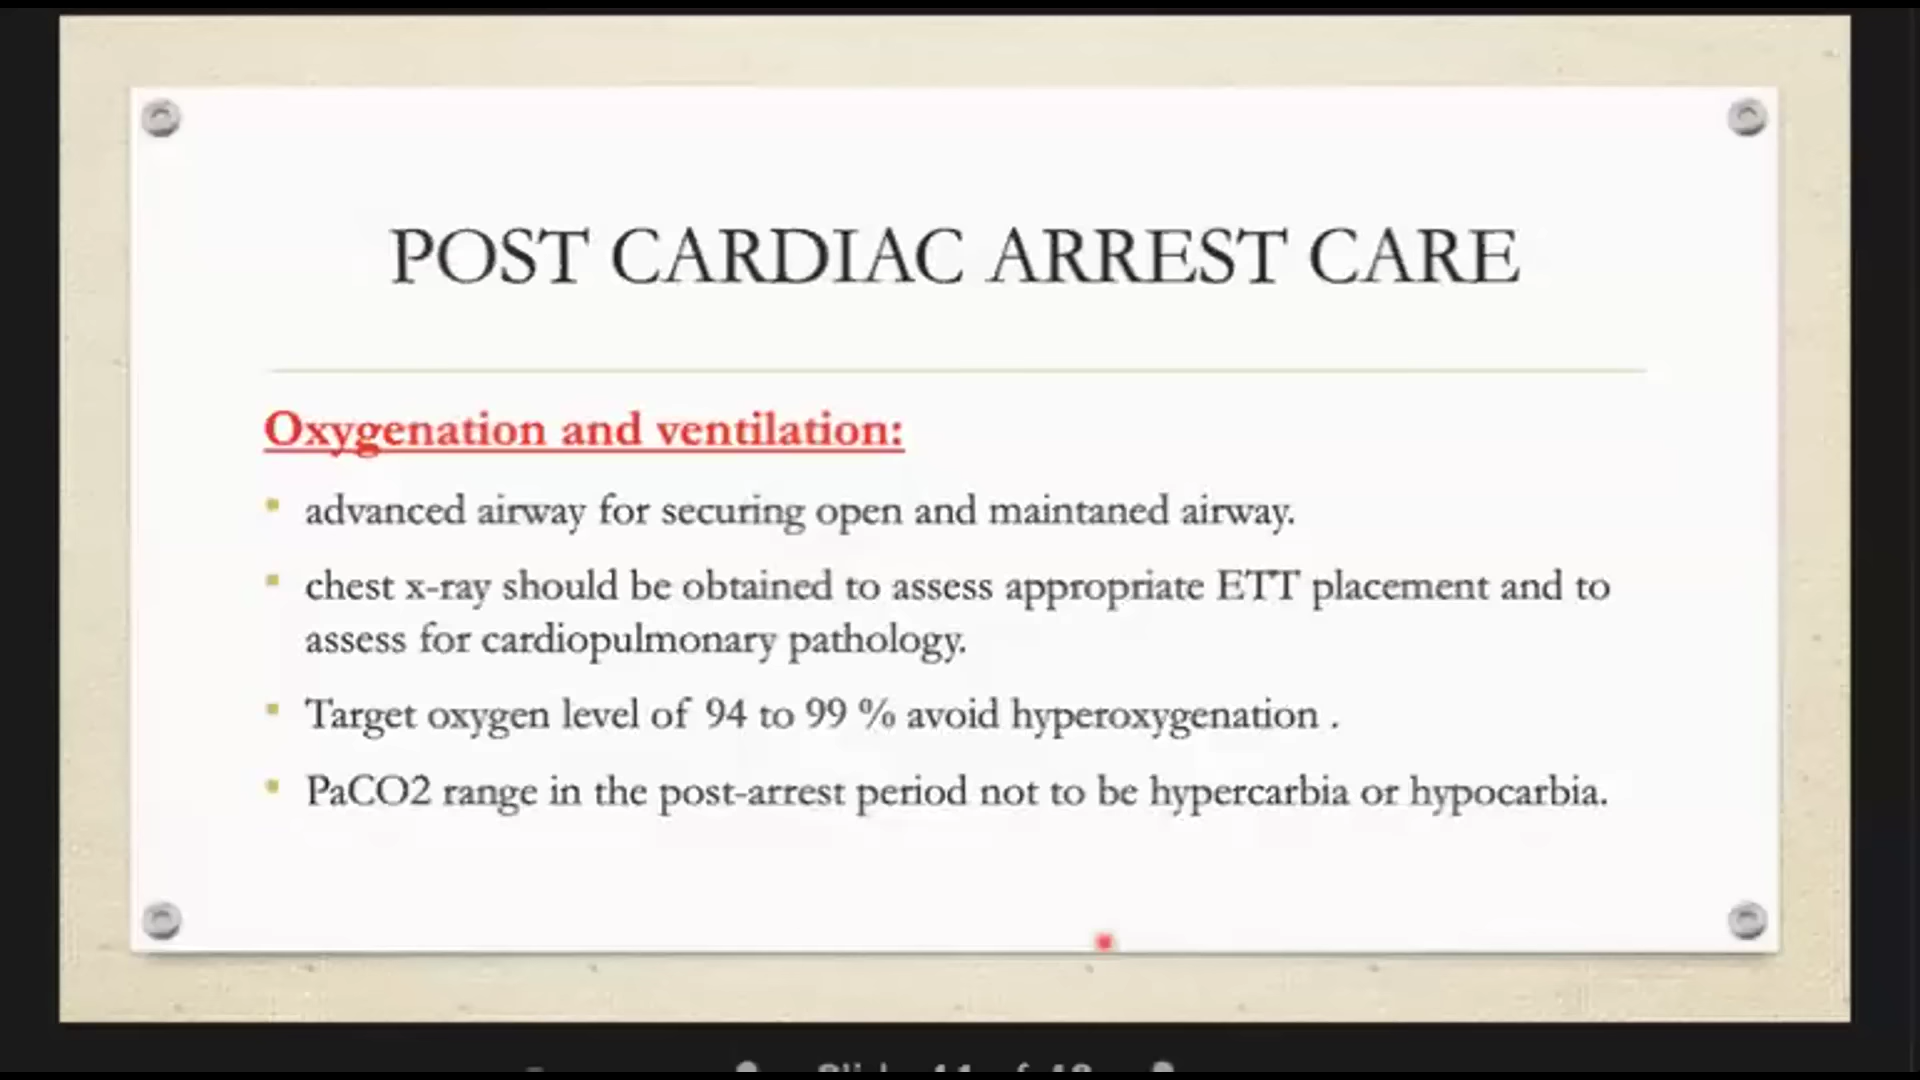 POST CARDIAC ARREST CARE
Oxygenation and ventilation:
advanced airway for securing open and maintaned airway.
chest x-ray should be obtained to assess appropriate ETT placement and to
assess for cardiopulmonary pathology.
Target oxygen level of 94 to 99 % avoid hyperoxygenation .
PaCO2 range in the post-arrest period not to be hypercarbia or hypocarbia.